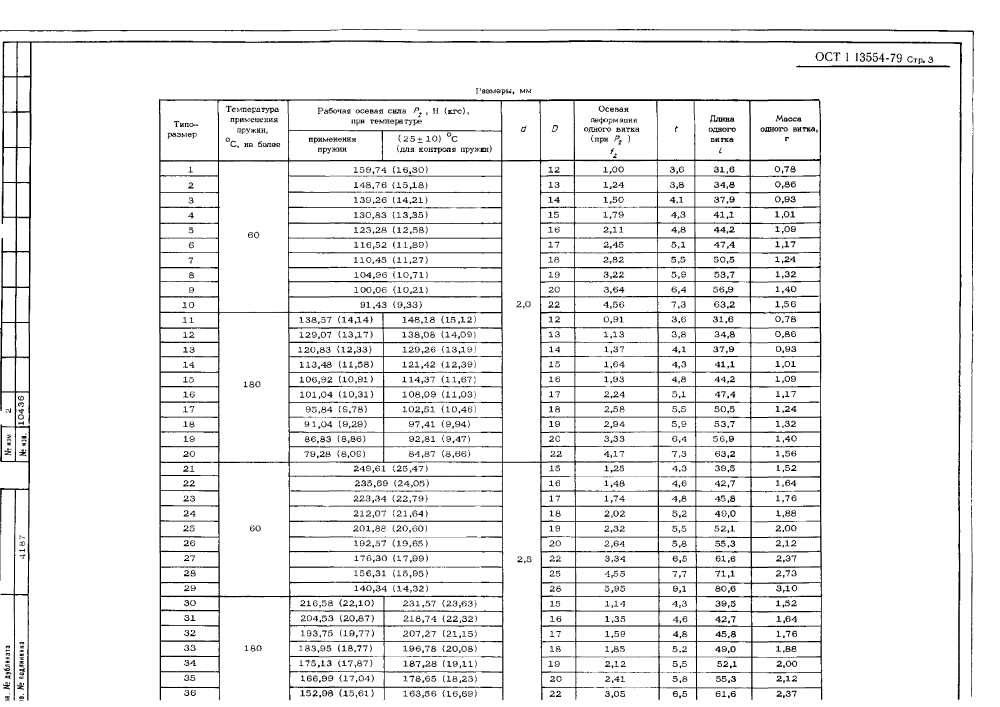 ОСТ 1 13554-79 Стр. 3
Размеры, мм
Типо-размер | Температура применения пружин, °С, не более | Рабочая осевая сила P₂, Н (кгс), при температуре | d | D | Осевая деформация одного витка (при P₂) f₂ | t | Длина одного витка l | Масса одного витка, г
применения пружин | (25±10) °С (для контроля пружин)
1 | 60 | 159,74 (16,30) | 2,0 | 12 | 1,00 | 3,6 | 31,6 | 0,78
2 | 148,76 (15,18) | 13 | 1,24 | 3,8 | 34,8 | 0,86
3 | 139,26 (14,21) | 14 | 1,50 | 4,1 | 37,9 | 0,93
4 | 130,83 (13,35) | 15 | 1,79 | 4,3 | 41,1 | 1,01
5 | 123,28 (12,58) | 16 | 2,11 | 4,8 | 44,2 | 1,09
6 | 116,52 (11,89) | 17 | 2,45 | 5,1 | 47,4 | 1,17
7 | 110,45 (11,27) | 18 | 2,82 | 5,5 | 50,5 | 1,24
8 | 104,96 (10,71) | 19 | 3,22 | 5,9 | 53,7 | 1,32
9 | 100,06 (10,21) | 20 | 3,64 | 6,4 | 56,9 | 1,40
10 | 91,43 (9,33) | 22 | 4,56 | 7,3 | 63,2 | 1,56
11 | 180 | 138,57 (14,14) | 148,18 (15,12) | 12 | 0,91 | 3,6 | 31,6 | 0,78
12 | 129,07 (13,17) | 138,08 (14,09) | 13 | 1,13 | 3,8 | 34,8 | 0,86
13 | 120,83 (12,33) | 129,26 (13,19) | 14 | 1,37 | 4,1 | 37,9 | 0,93
14 | 113,48 (11,58) | 121,42 (12,39) | 15 | 1,64 | 4,3 | 41,1 | 1,01
15 | 106,92 (10,91) | 114,37 (11,67) | 16 | 1,93 | 4,8 | 44,2 | 1,09
16 | 101,04 (10,31) | 108,09 (11,03) | 17 | 2,24 | 5,1 | 47,4 | 1,17
17 | 95,84 (9,78) | 102,51 (10,46) | 18 | 2,58 | 5,5 | 50,5 | 1,24
18 | 91,04 (9,29) | 97,41 (9,94) | 19 | 2,94 | 5,9 | 53,7 | 1,32
19 | 86,83 (8,86) | 92,81 (9,47) | 20 | 3,33 | 6,4 | 56,9 | 1,40
20 | 79,28 (8,09) | 84,87 (8,66) | 22 | 4,17 | 7,3 | 63,2 | 1,56
21 | 60 | 249,61 (25,47) | 2,5 | 15 | 1,25 | 4,3 | 39,5 | 1,52
22 | 235,69 (24,05) | 16 | 1,48 | 4,6 | 42,7 | 1,64
23 | 223,34 (22,79) | 17 | 1,74 | 4,8 | 45,8 | 1,76
24 | 212,07 (21,64) | 18 | 2,02 | 5,2 | 49,0 | 1,88
25 | 201,88 (20,60) | 19 | 2,32 | 5,5 | 52,1 | 2,00
26 | 192,57 (19,65) | 20 | 2,64 | 5,8 | 55,3 | 2,12
27 | 176,30 (17,99) | 22 | 3,34 | 6,5 | 61,6 | 2,37
28 | 156,31 (15,95) | 25 | 4,55 | 7,7 | 71,1 | 2,73
29 | 140,34 (14,32) | 28 | 5,95 | 9,1 | 80,6 | 3,10
30 | 180 | 216,58 (22,10) | 231,57 (23,63) | 15 | 1,14 | 4,3 | 39,5 | 1,52
31 | 204,53 (20,87) | 218,74 (22,32) | 16 | 1,35 | 4,6 | 42,7 | 1,64
32 | 193,75 (19,77) | 207,27 (21,15) | 17 | 1,59 | 4,8 | 45,8 | 1,76
33 | 183,95 (18,77) | 196,78 (20,08) | 18 | 1,85 | 5,2 | 49,0 | 1,88
34 | 175,13 (17,87) | 187,28 (19,11) | 19 | 2,12 | 5,5 | 52,1 | 2,00
35 | 166,99 (17,04) | 178,65 (18,23) | 20 | 2,41 | 5,8 | 55,3 | 2,12
36 | 152,98 (15,61) | 163,56 (16,69) | 22 | 3,05 | 6,5 | 61,6 | 2,37
№ изм. 2
№ изв. 10436
№ дубликата
№ подлинника 4187